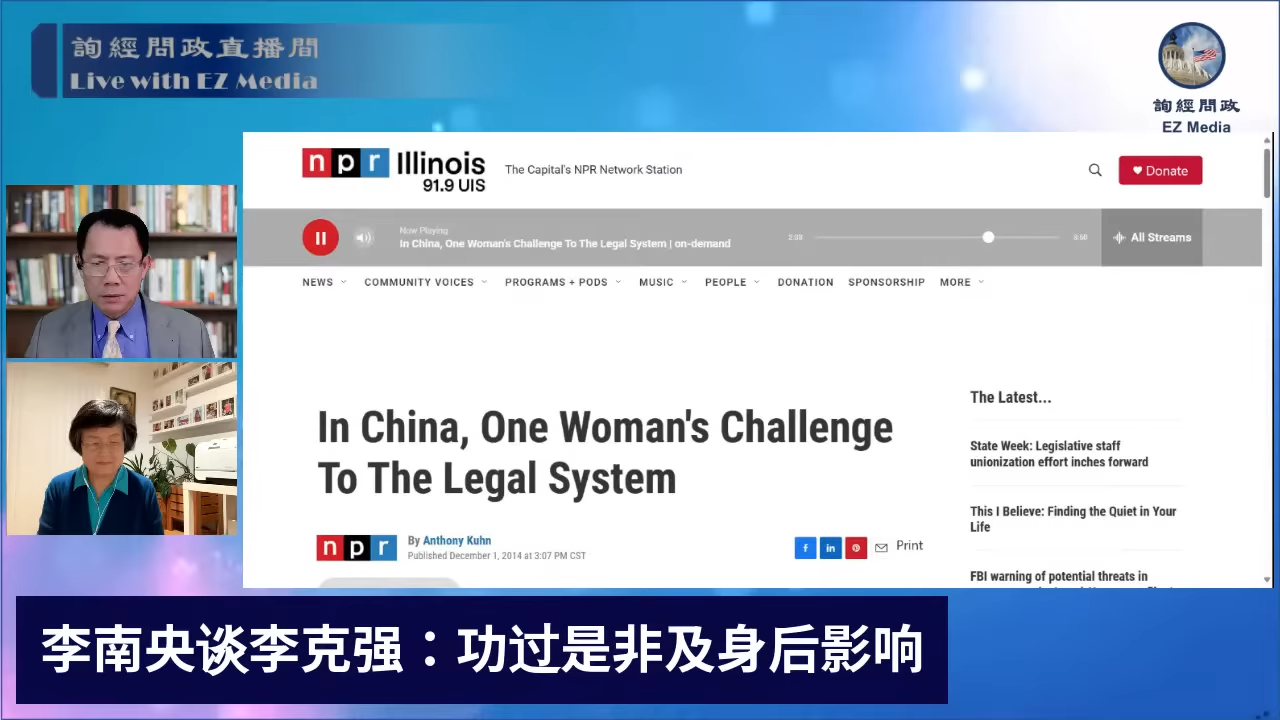 詢經問政直播間
Live with EZ Media
詢經問政
EZ Media
npr Illinois
91.9 UIS
The Capital's NPR Network Station
Donate
Now Playing
In China, One Woman's Challenge To The Legal System | on-demand
All Streams
NEWS
COMMUNITY VOICES
PROGRAMS + PODS
MUSIC
PEOPLE
DONATION
SPONSORSHIP
MORE
In China, One Woman's Challenge
To The Legal System
npr
By Anthony Kuhn
Published December 1, 2014 at 3:07 PM CST
Print
The Latest...
State Week: Legislative staff
unionization effort inches forward
This I Believe: Finding the Quiet in Your
Life
FBI warning of potential threats in
李南央谈李克强：功过是非及身后影响